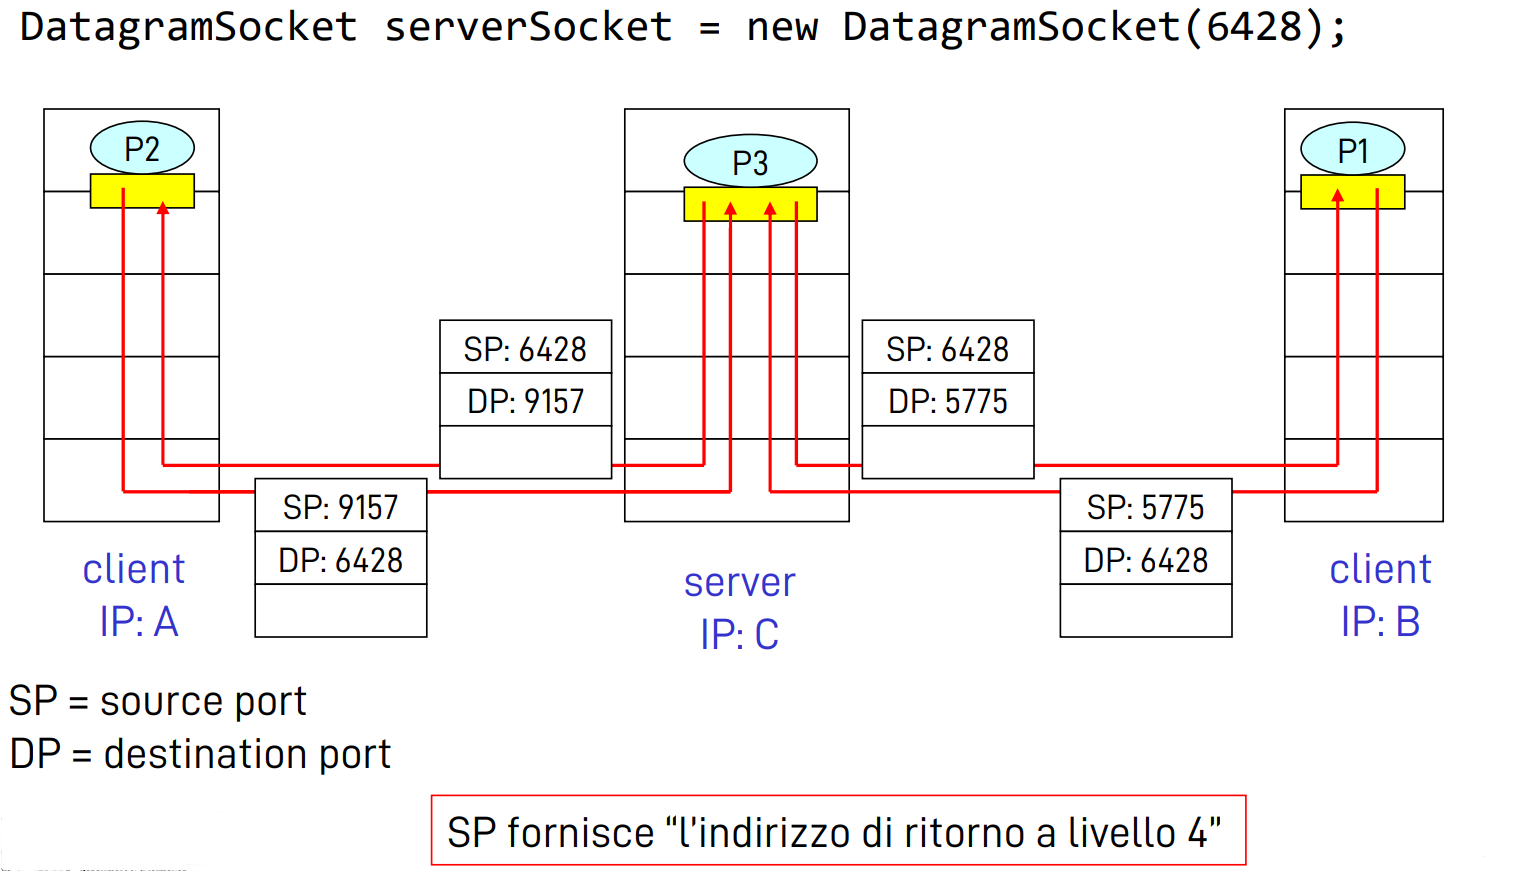 DatagramSocket serverSocket = new DatagramSocket(6428);
P2
P3
P1
SP: 6428
DP: 9157
SP: 6428
DP: 5775
SP: 9157
DP: 6428
SP: 5775
DP: 6428
client
IP: A
server
IP: C
client
IP: B
SP = source port
DP = destination port
SP fornisce “l’indirizzo di ritorno a livello 4”